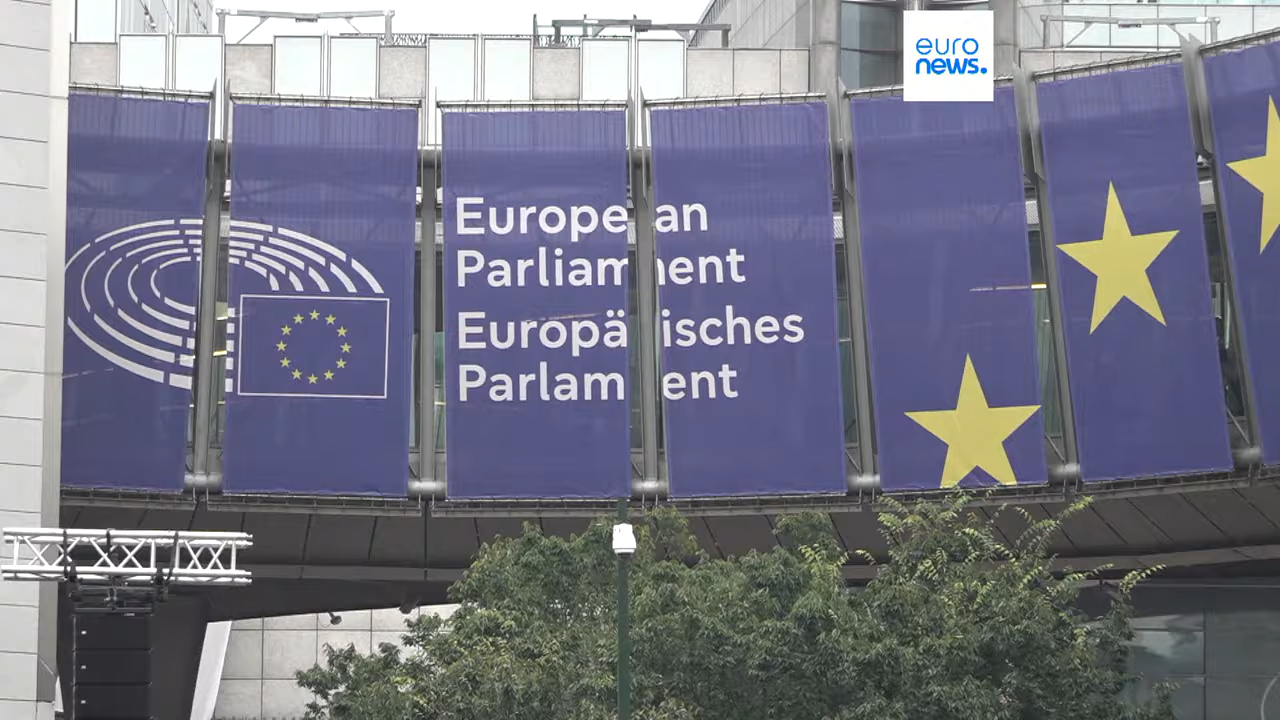 euro
news.
European
Parliament
Europäisches
Parlament